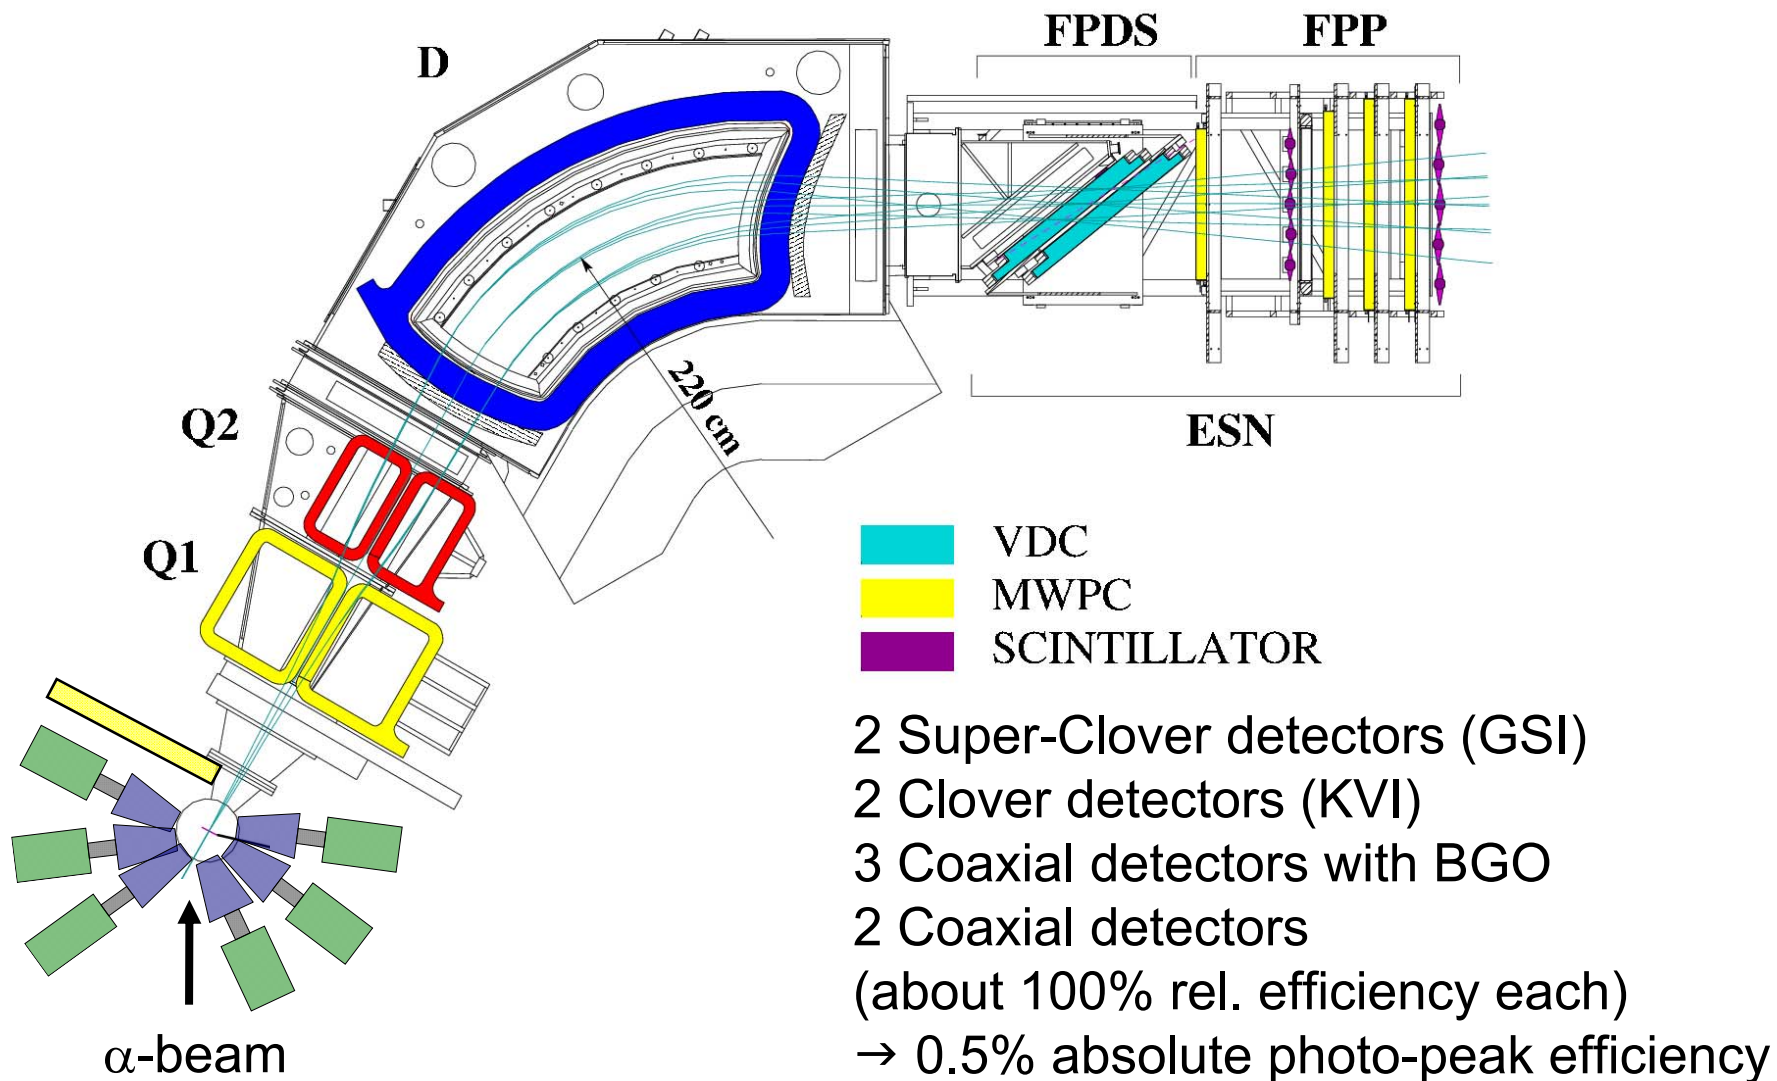 FPDS
FPP
D
220 cm
Q2
ESN
Q1
VDC
MWPC
SCINTILLATOR
2 Super-Clover detectors (GSI)
2 Clover detectors (KVI)
3 Coaxial detectors with BGO
2 Coaxial detectors
(about 100% rel. efficiency each)
→ 0.5% absolute photo-peak efficiency
α-beam